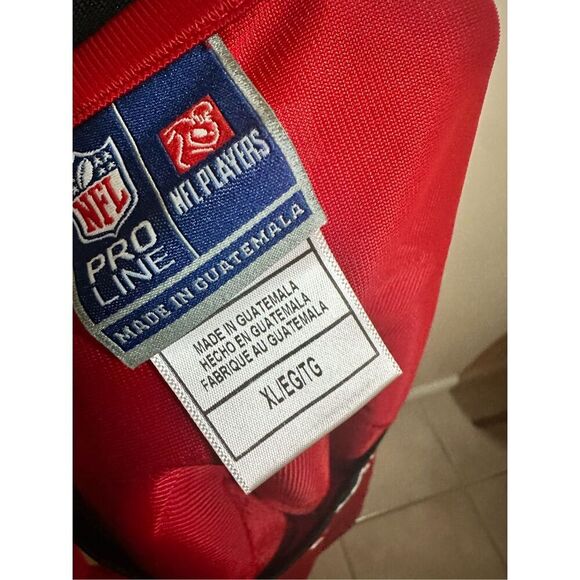 NFL
PRO
LINE
NFL PLAYERS
MADE IN GUATEMALA
MADE IN GUATEMALA
HECHO EN GUATEMALA
FABRIQUE AU GUATEMALA
XL/EG/TG